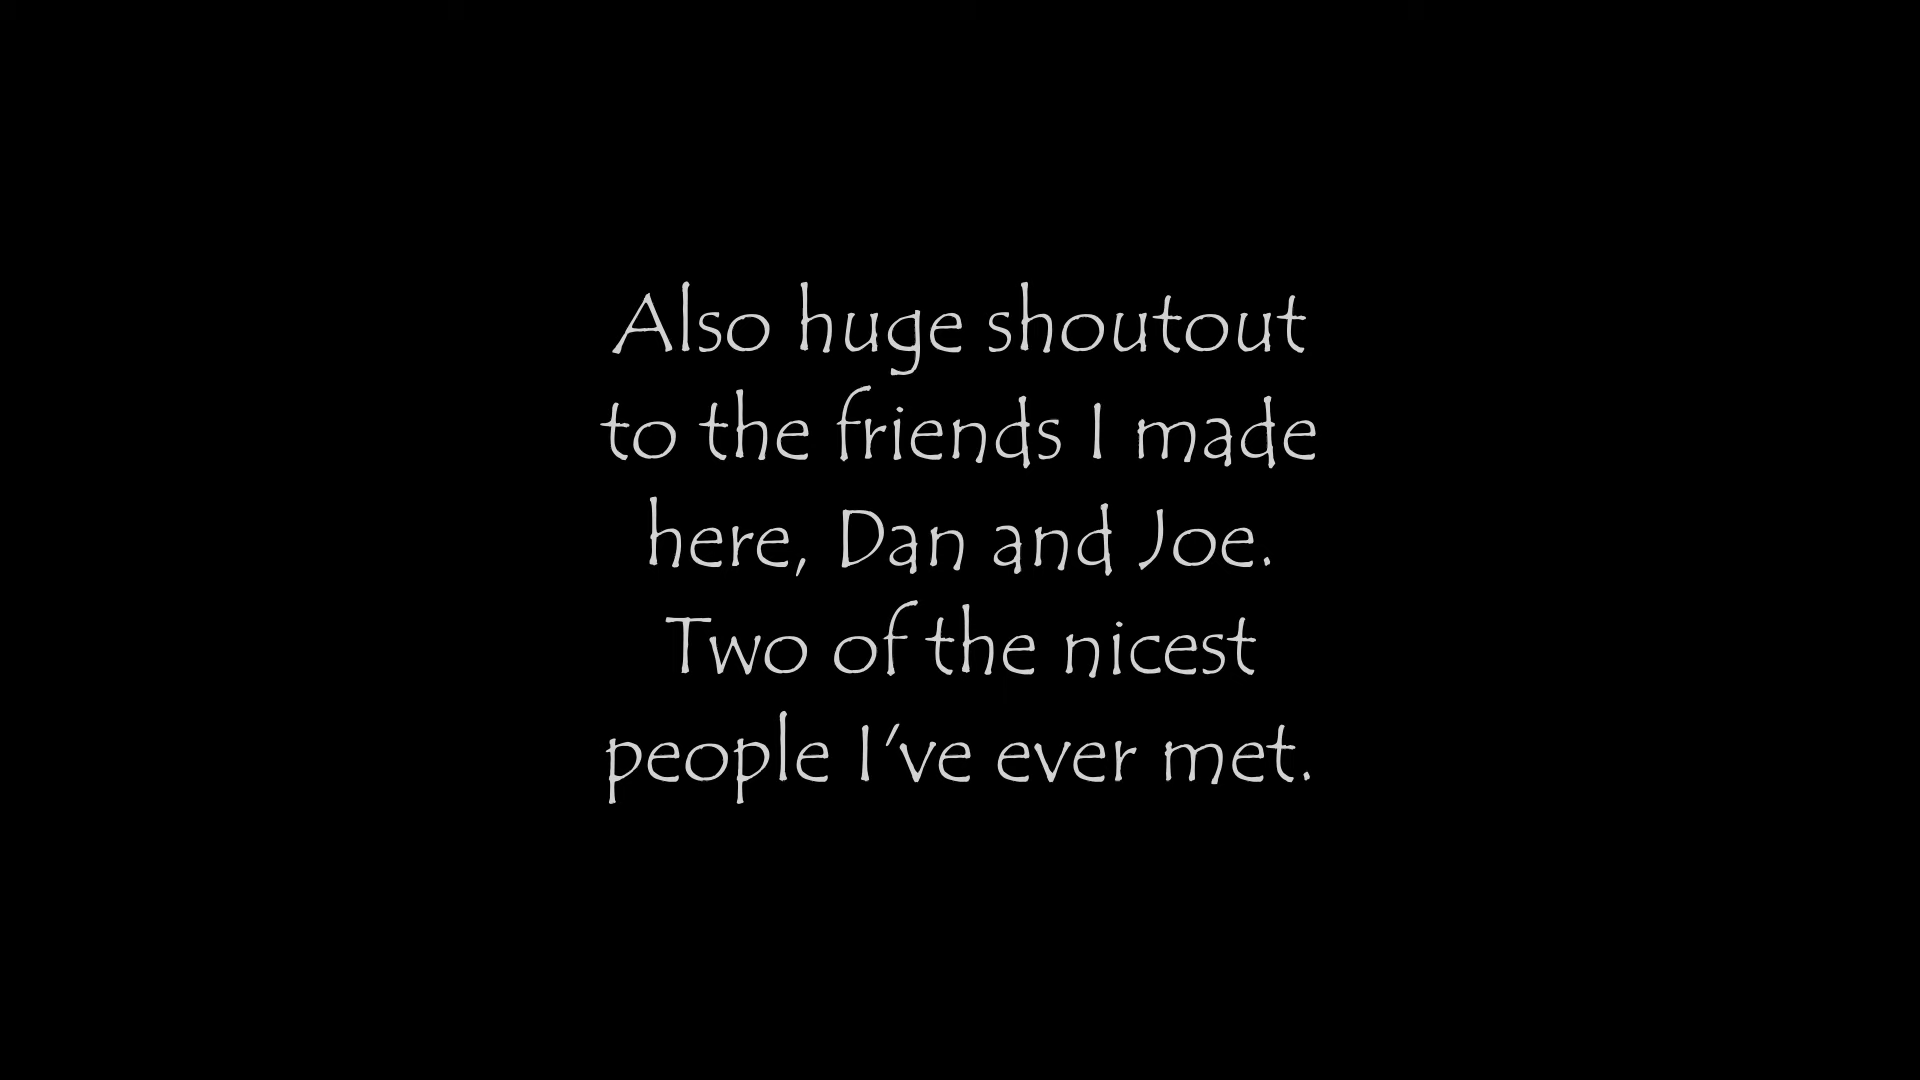 Also huge shoutout
to the friends I made
here, Dan and Joe.
Two of the nicest
people I've ever met.